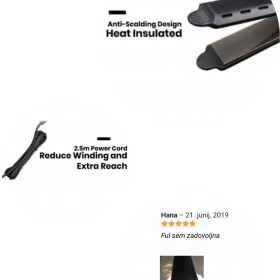 Anti-Scalding Design
Heat Insulated
2.5m Power Cord
Reduce Winding and
Extra Reach
Hana – 21. junij, 2019
Ful sem zadovoljna